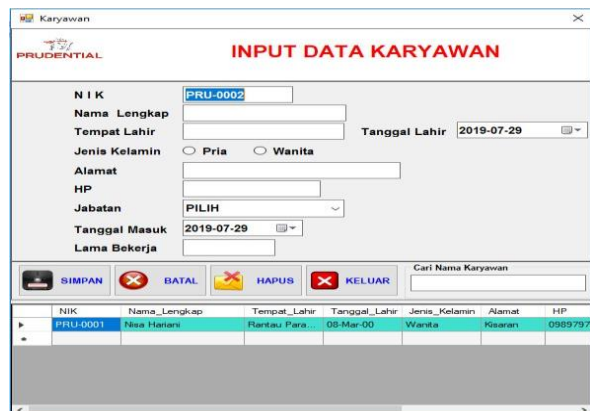 Karyawan
PRUDENTIAL
INPUT DATA KARYAWAN
N I K PRU-0002
Nama Lengkap
Tempat Lahir Tanggal Lahir 2019-07-29
Jenis Kelamin Pria Wanita
Alamat
HP
Jabatan PILIH
Tanggal Masuk 2019-07-29
Lama Bekerja
SIMPAN BATAL HAPUS KELUAR Cari Nama Karyawan
NIK Nama_Lengkap Tempat_Lahir Tanggal_Lahir Jenis_Kelamin Alamat HP
PRU-0001 Nisa Hariani Rantau Para... 08-Mar-00 Wanita Kisaran 0989797